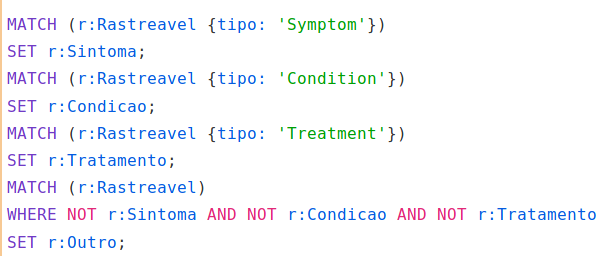 MATCH (r:Rastreavel {tipo: 'Symptom'})
SET r:Sintoma;
MATCH (r:Rastreavel {tipo: 'Condition'})
SET r:Condicao;
MATCH (r:Rastreavel {tipo: 'Treatment'})
SET r:Tratamento;
MATCH (r:Rastreavel)
WHERE NOT r:Sintoma AND NOT r:Condicao AND NOT r:Tratamento
SET r:Outro;